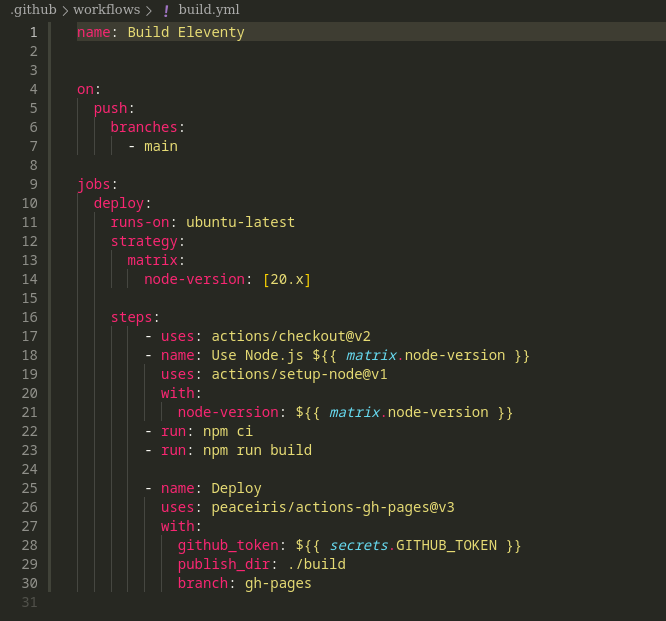 .github > workflows > ! build.yml
1 name: Build Eleventy
2
3
4 on:
5   push:
6     branches:
7       - main
8
9 jobs:
10   deploy:
11     runs-on: ubuntu-latest
12     strategy:
13       matrix:
14         node-version: [20.x]
15
16     steps:
17         - uses: actions/checkout@v2
18         - name: Use Node.js ${{ matrix.node-version }}
19           uses: actions/setup-node@v1
20           with:
21             node-version: ${{ matrix.node-version }}
22         - run: npm ci
23         - run: npm run build
24
25         - name: Deploy
26           uses: peaceiris/actions-gh-pages@v3
27           with:
28             github_token: ${{ secrets.GITHUB_TOKEN }}
29             publish_dir: ./build
30             branch: gh-pages
31